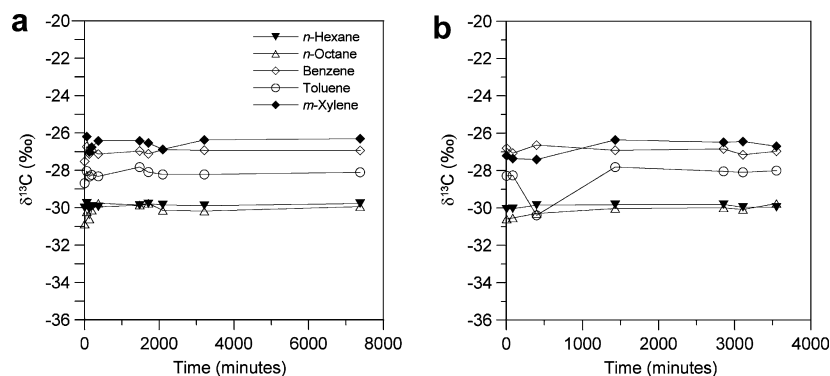 a
-20
-22
-24
-26
-28
-30
-32
-34
-36
δ13C (‰)
0
2000
4000
6000
8000
Time (minutes)
n-Hexane
n-Octane
Benzene
Toluene
m-Xylene
b
-20
-22
-24
-26
-28
-30
-32
-34
-36
δ13C (‰)
0
1000
2000
3000
4000
Time (minutes)